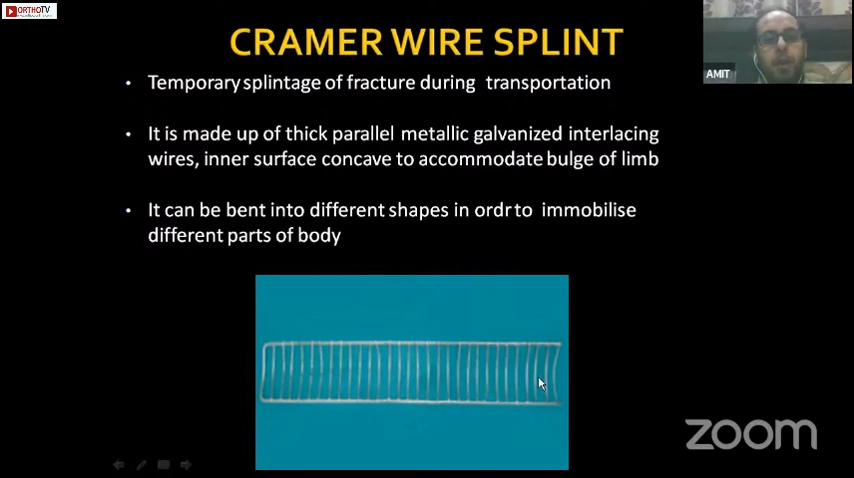 ORTHOTV
CRAMER WIRE SPLINT
AMIT
• Temporary splintage of fracture during transportation
• It is made up of thick parallel metallic galvanized interlacing
wires, inner surface concave to accommodate bulge of limb
• It can be bent into different shapes in ordr to immobilise
different parts of body
zoom